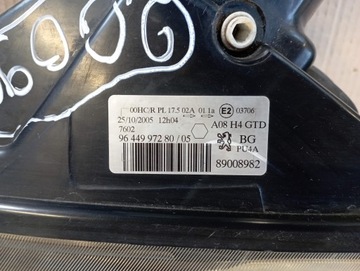 00HC/R PL 17.5 02A 01 1a E2 03706
25/10/2005 12h04 A08 H4 GTD
7602 BG
96 449 972 80 / 05 PU4A
89008982